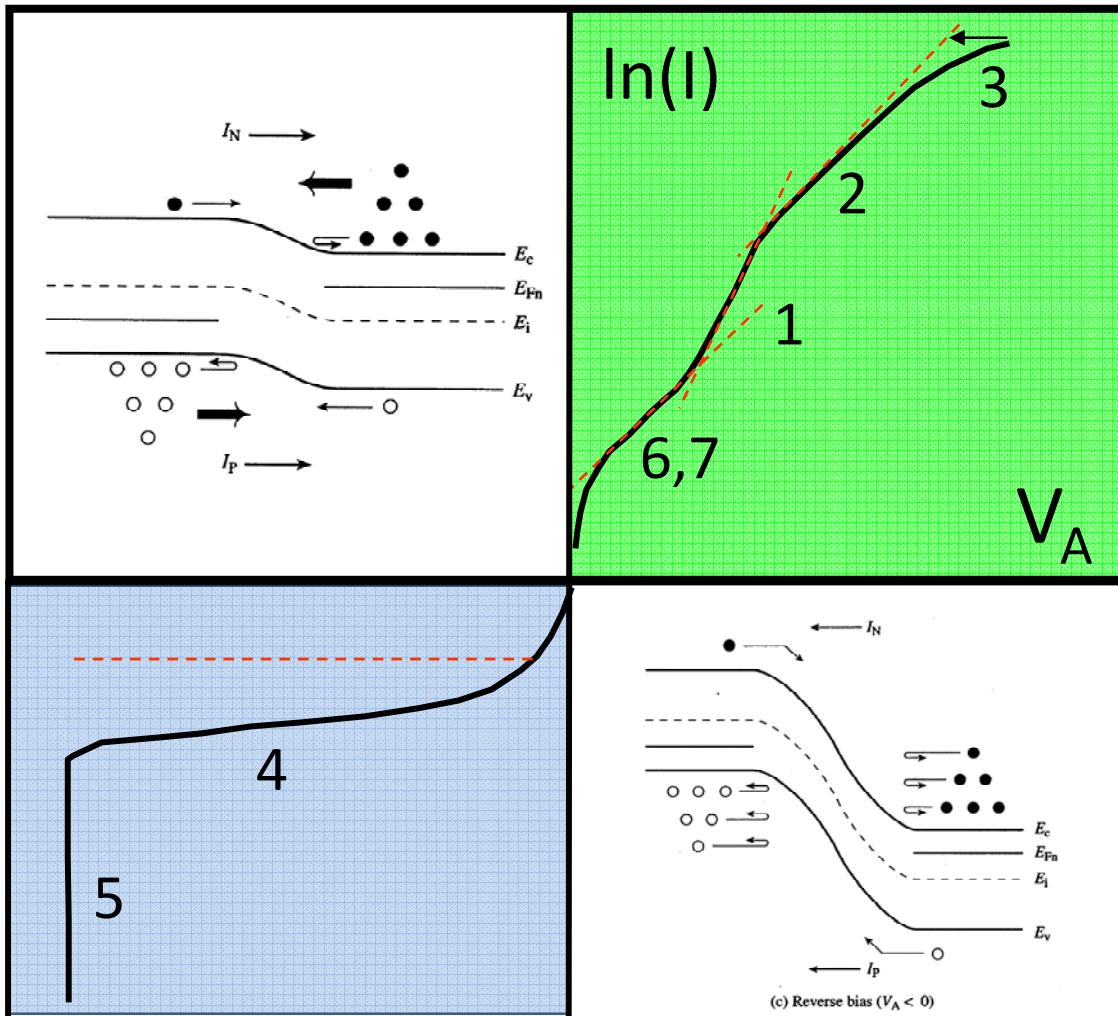 I_N
E_c
E_Fn
E_i
E_v
I_P
ln(I)
3
2
1
6,7
V_A
4
5
I_N
E_c
E_Fn
E_i
E_v
I_P
(c) Reverse bias (V_A < 0)